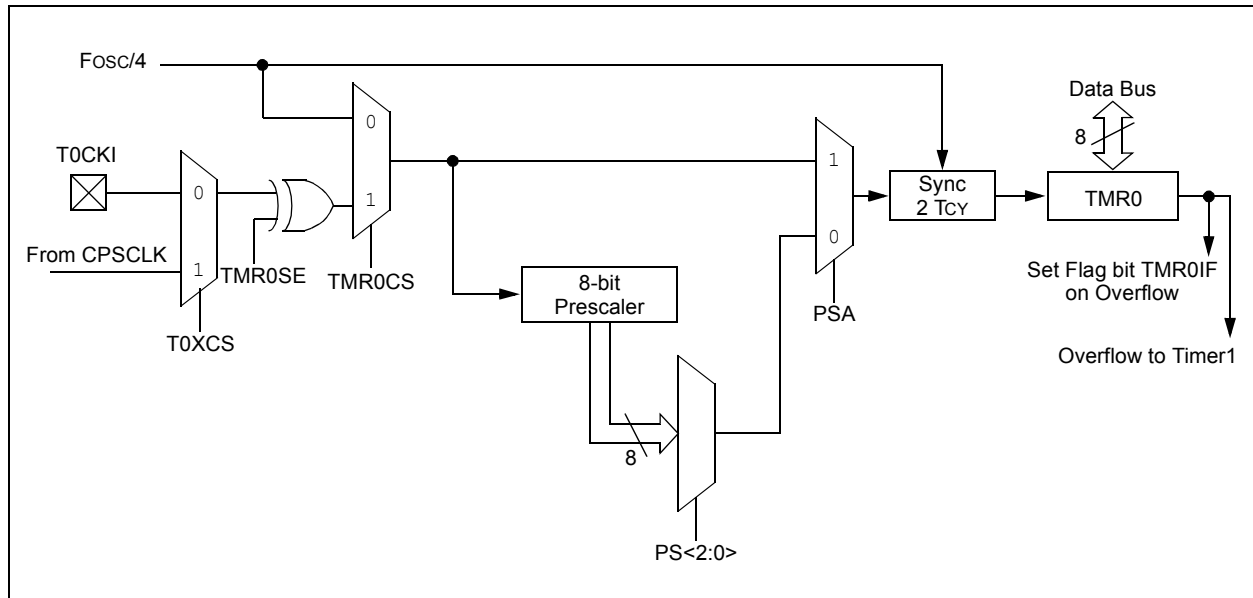 FOSC/4
Data Bus
8
T0CKI
0
1
0
1
Sync
2 TCY
TMR0
0
1
From CPSCLK
TMR0SE
TMR0CS
8-bit
Prescaler
PSA
Set Flag bit TMR0IF
on Overflow
T0XCS
Overflow to Timer1
8
PS<2:0>